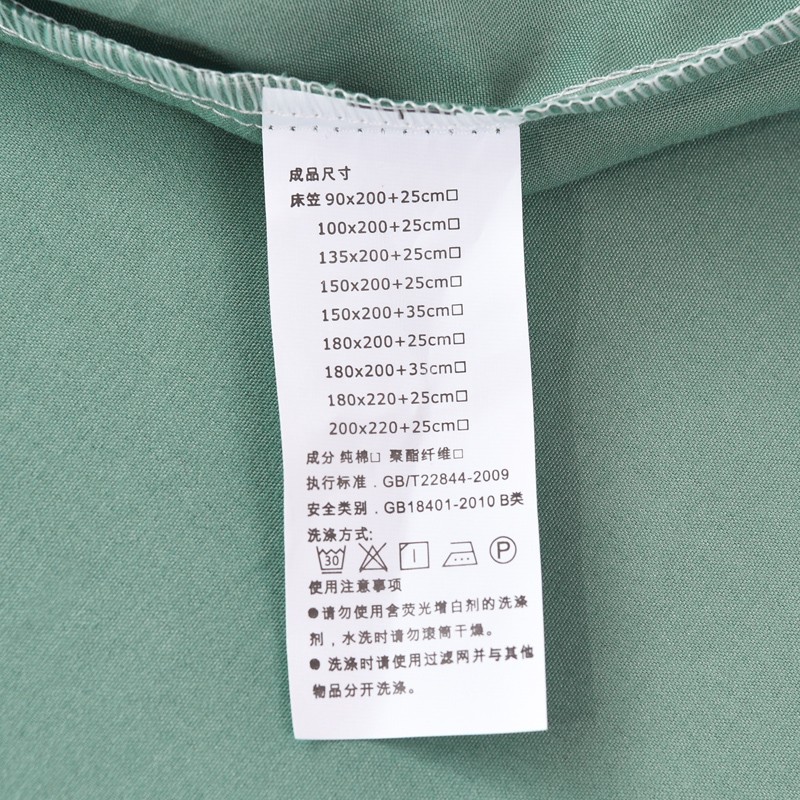 成品尺寸
床笠 90x200+25cm□
100x200+25cm□
135x200+25cm□
150x200+25cm□
150x200+35cm□
180x200+25cm□
180x200+35cm□
180x220+25cm□
200x220+25cm□
成分 纯棉□ 聚酯纤维□
执行标准．GB/T22844-2009
安全类别．GB18401-2010 B类
洗涤方式:
30 P
使用注意事项
●请勿使用含荧光增白剂的洗涤
剂，水洗时请勿滚筒干燥。
● 洗涤时请使用过滤网并与其他
物品分开洗涤。